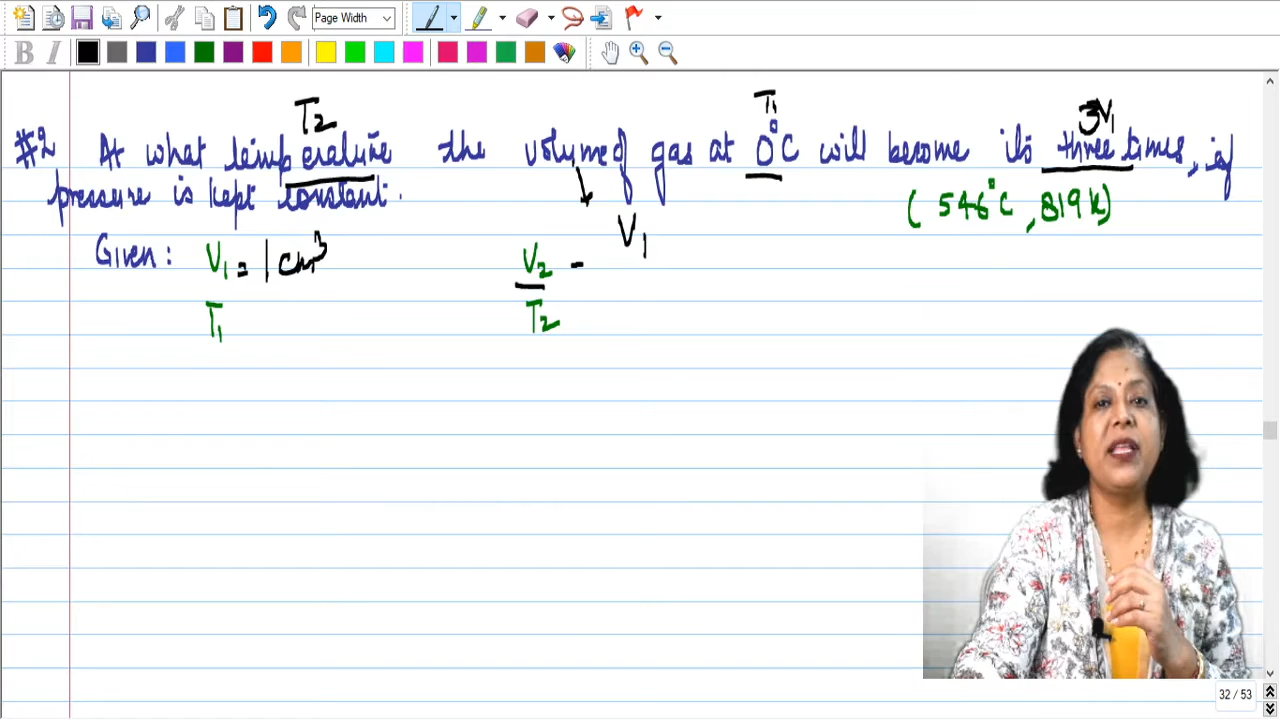 Page Width
B I
T2 T1 3V1
#2 At what temperature the volume of gas at 0°C will become its three times, if
pressure is kept constant. (546°C, 819K)
V1
Given: V1 = 1 cm³ V2 =
T1 T2
32 / 53